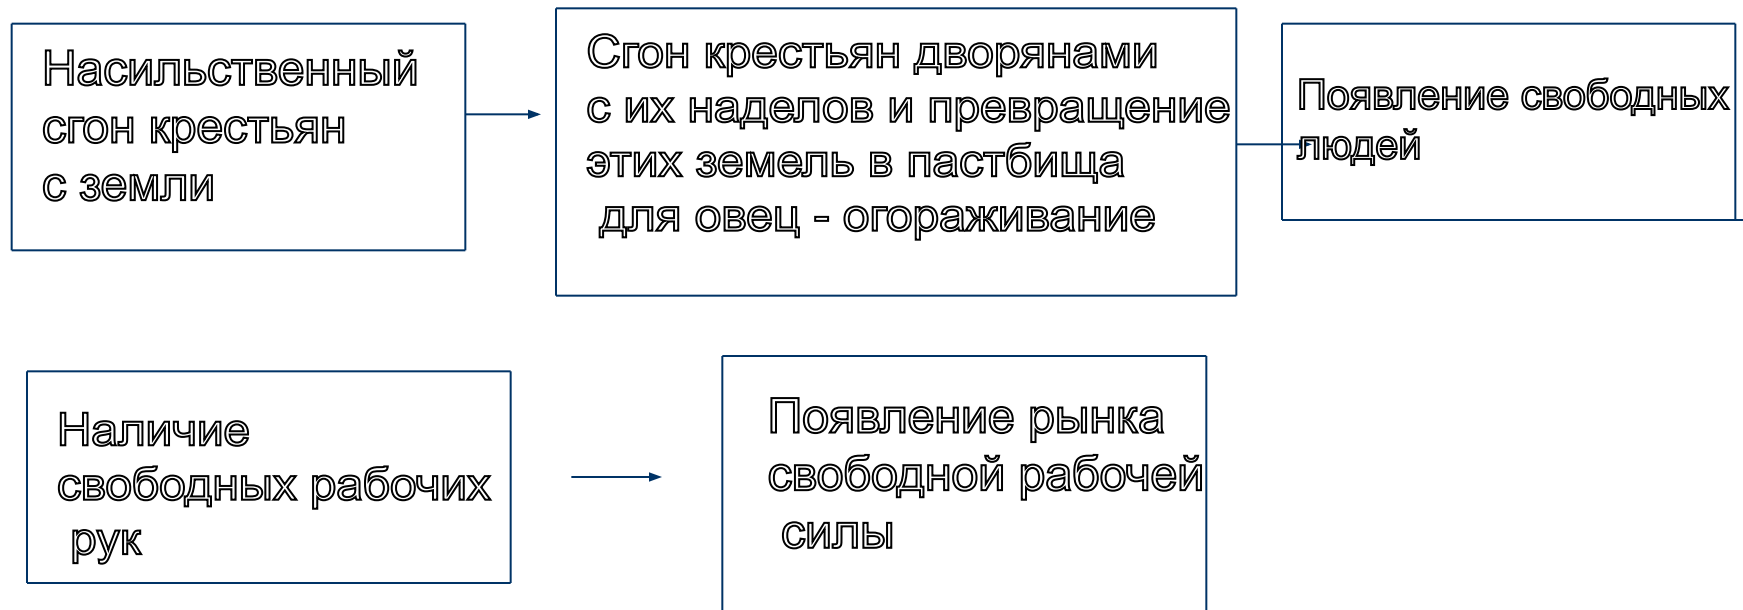 Насильственный
сгон крестьян
с земли
Сгон крестьян дворянами
с их наделов и превращение
этих земель в пастбища
для овец - огораживание
Появление свободных
людей
Наличие
свободных рабочих
рук
Появление рынка
свободной рабочей
силы